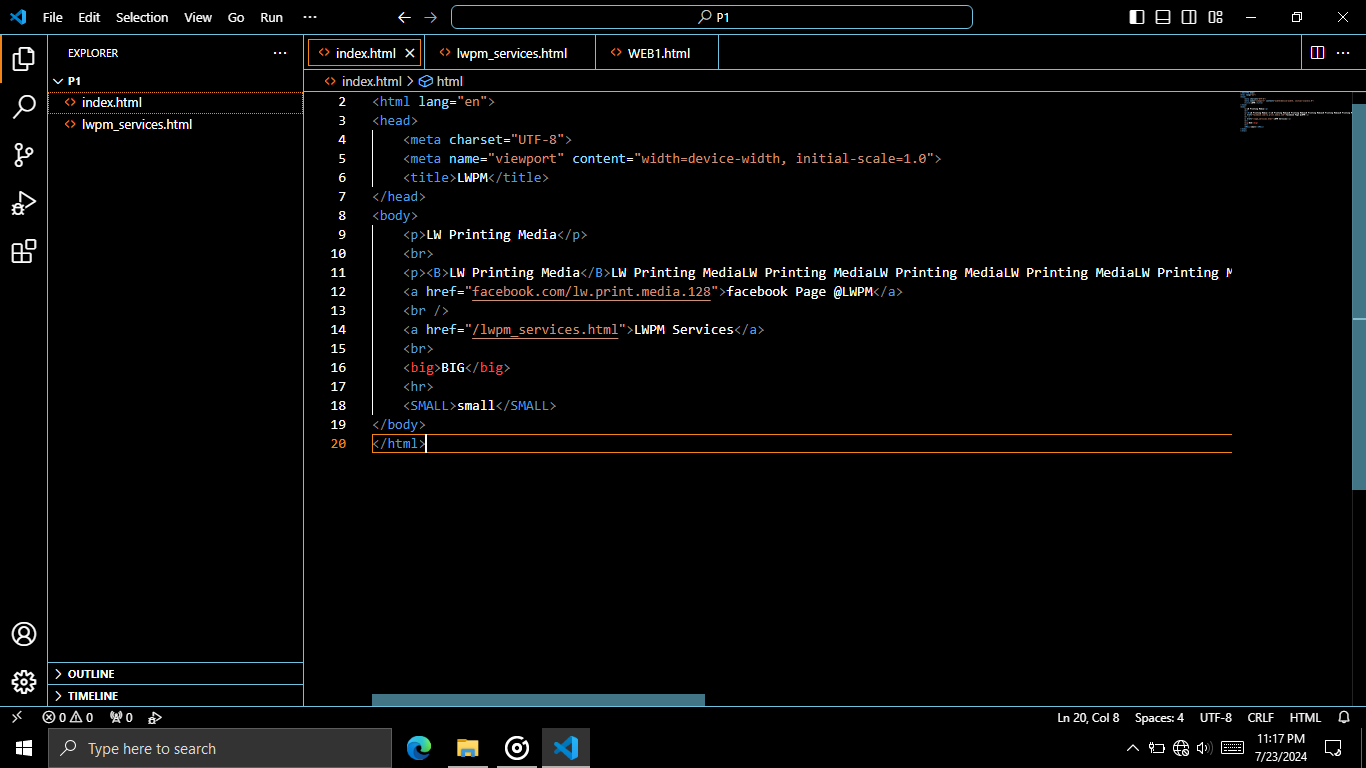 File Edit Selection View Go Run ··· P1
EXPLORER ···
P1
index.html
lwpm_services.html
OUTLINE
TIMELINE
index.html lwpm_services.html WEB1.html ···
index.html > html
2 <html lang="en">
3 <head>
4 <meta charset="UTF-8">
5 <meta name="viewport" content="width=device-width, initial-scale=1.0">
6 <title>LWPM</title>
7 </head>
8 <body>
9 <p>LW Printing Media</p>
10 <br>
11 <p><B>LW Printing Media</B>LW Printing MediaLW Printing MediaLW Printing MediaLW Printing MediaLW Printing M
12 <a href="facebook.com/lw.print.media.128">facebook Page @LWPM</a>
13 <br />
14 <a href="/lwpm_services.html">LWPM Services</a>
15 <br>
16 <big>BIG</big>
17 <hr>
18 <SMALL>small</SMALL>
19 </body>
20 </html>
0 0 0 Ln 20, Col 8 Spaces: 4 UTF-8 CRLF HTML
Type here to search
11:17 PM
7/23/2024